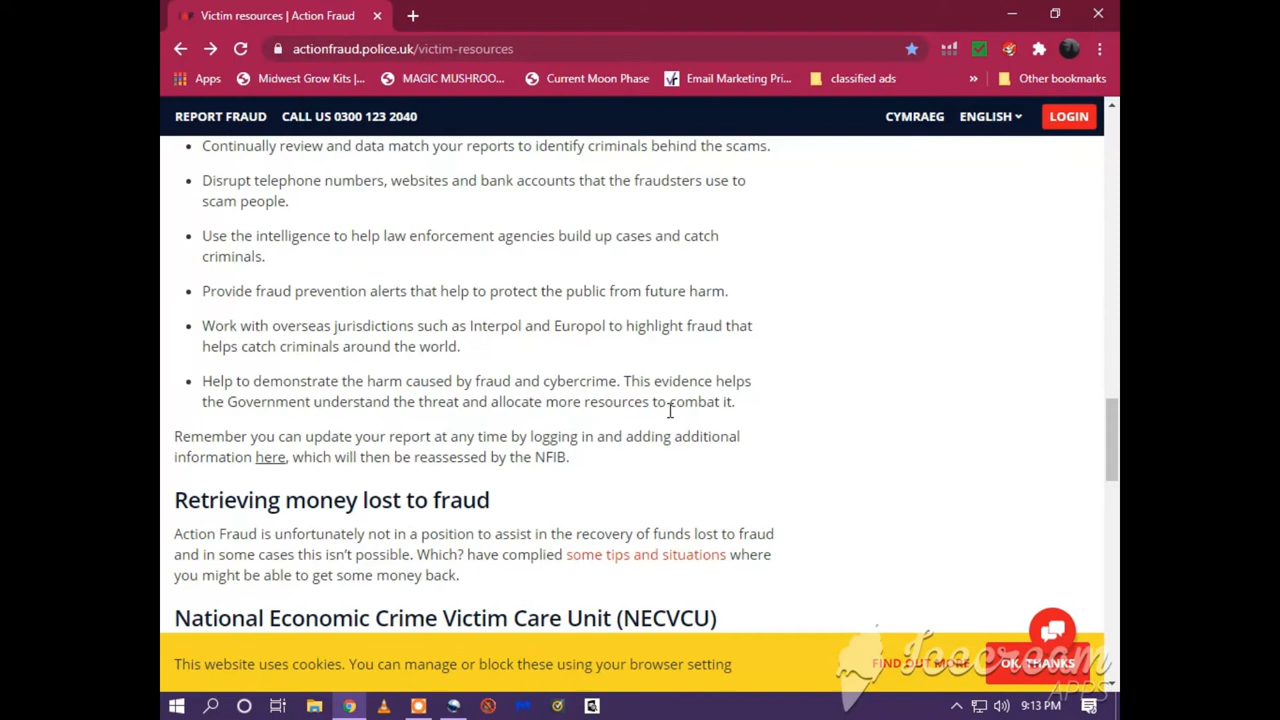 Victim resources | Action Fraud
actionfraud.police.uk/victim-resources
Apps Midwest Grow Kits |... MAGIC MUSHROO... Current Moon Phase Email Marketing Pri... classified ads » Other bookmarks
REPORT FRAUD CALL US 0300 123 2040 CYMRAEG ENGLISH LOGIN
• Continually review and data match your reports to identify criminals behind the scams.
• Disrupt telephone numbers, websites and bank accounts that the fraudsters use to
scam people.
• Use the intelligence to help law enforcement agencies build up cases and catch
criminals.
• Provide fraud prevention alerts that help to protect the public from future harm.
• Work with overseas jurisdictions such as Interpol and Europol to highlight fraud that
helps catch criminals around the world.
• Help to demonstrate the harm caused by fraud and cybercrime. This evidence helps
the Government understand the threat and allocate more resources to combat it.
Remember you can update your report at any time by logging in and adding additional
information here, which will then be reassessed by the NFIB.
Retrieving money lost to fraud
Action Fraud is unfortunately not in a position to assist in the recovery of funds lost to fraud
and in some cases this isn't possible. Which? have complied some tips and situations where
you might be able to get some money back.
National Economic Crime Victim Care Unit (NECVCU)
This website uses cookies. You can manage or block these using your browser setting FIND OUT MORE OK, THANKS
Icecream
APPS
9:13 PM